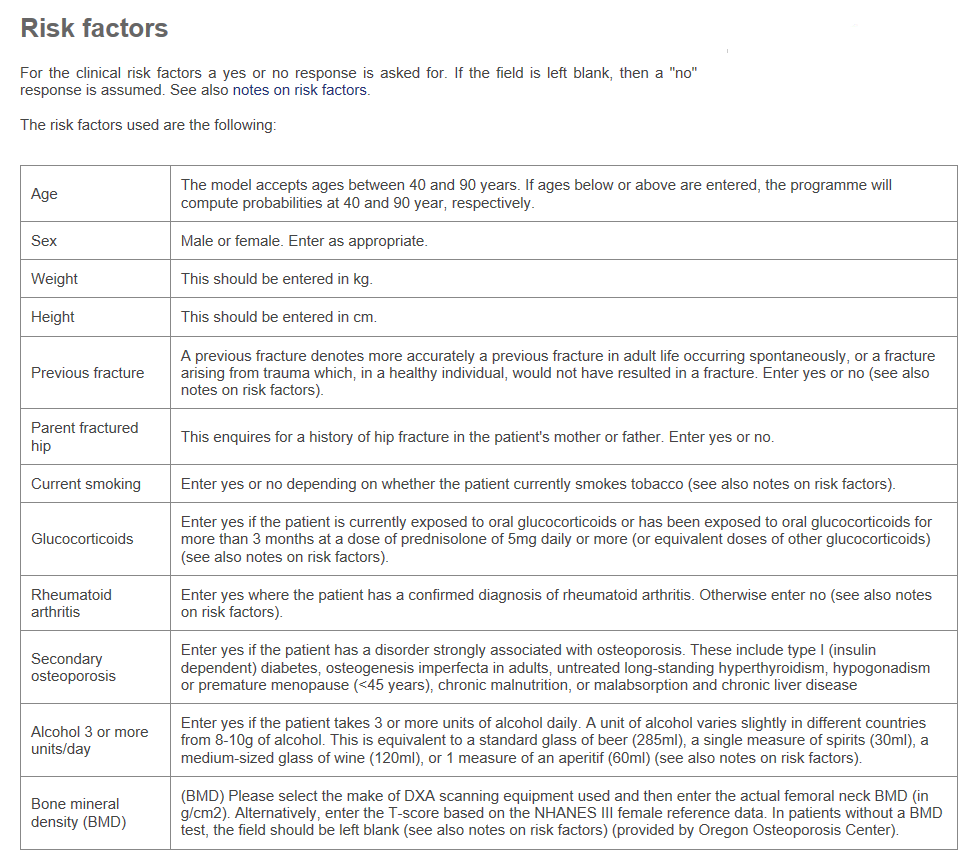 Risk factors
For the clinical risk factors a yes or no response is asked for. If the field is left blank, then a "no"
response is assumed. See also notes on risk factors.
The risk factors used are the following:
Age
The model accepts ages between 40 and 90 years. If ages below or above are entered, the programme will
compute probabilities at 40 and 90 year, respectively.
Sex
Male or female. Enter as appropriate.
Weight
This should be entered in kg.
Height
This should be entered in cm.
Previous fracture
A previous fracture denotes more accurately a previous fracture in adult life occurring spontaneously, or a fracture
arising from trauma which, in a healthy individual, would not have resulted in a fracture. Enter yes or no (see also
notes on risk factors).
Parent fractured
hip
This enquires for a history of hip fracture in the patient's mother or father. Enter yes or no.
Current smoking
Enter yes or no depending on whether the patient currently smokes tobacco (see also notes on risk factors).
Glucocorticoids
Enter yes if the patient is currently exposed to oral glucocorticoids or has been exposed to oral glucocorticoids for
more than 3 months at a dose of prednisolone of 5mg daily or more (or equivalent doses of other glucocorticoids)
(see also notes on risk factors).
Rheumatoid
arthritis
Enter yes where the patient has a confirmed diagnosis of rheumatoid arthritis. Otherwise enter no (see also notes
on risk factors).
Secondary
osteoporosis
Enter yes if the patient has a disorder strongly associated with osteoporosis. These include type I (insulin
dependent) diabetes, osteogenesis imperfecta in adults, untreated long-standing hyperthyroidism, hypogonadism
or premature menopause (<45 years), chronic malnutrition, or malabsorption and chronic liver disease
Alcohol 3 or more
units/day
Enter yes if the patient takes 3 or more units of alcohol daily. A unit of alcohol varies slightly in different countries
from 8-10g of alcohol. This is equivalent to a standard glass of beer (285ml), a single measure of spirits (30ml), a
medium-sized glass of wine (120ml), or 1 measure of an aperitif (60ml) (see also notes on risk factors).
Bone mineral
density (BMD)
(BMD) Please select the make of DXA scanning equipment used and then enter the actual femoral neck BMD (in
g/cm2). Alternatively, enter the T-score based on the NHANES III female reference data. In patients without a BMD
test, the field should be left blank (see also notes on risk factors) (provided by Oregon Osteoporosis Center).